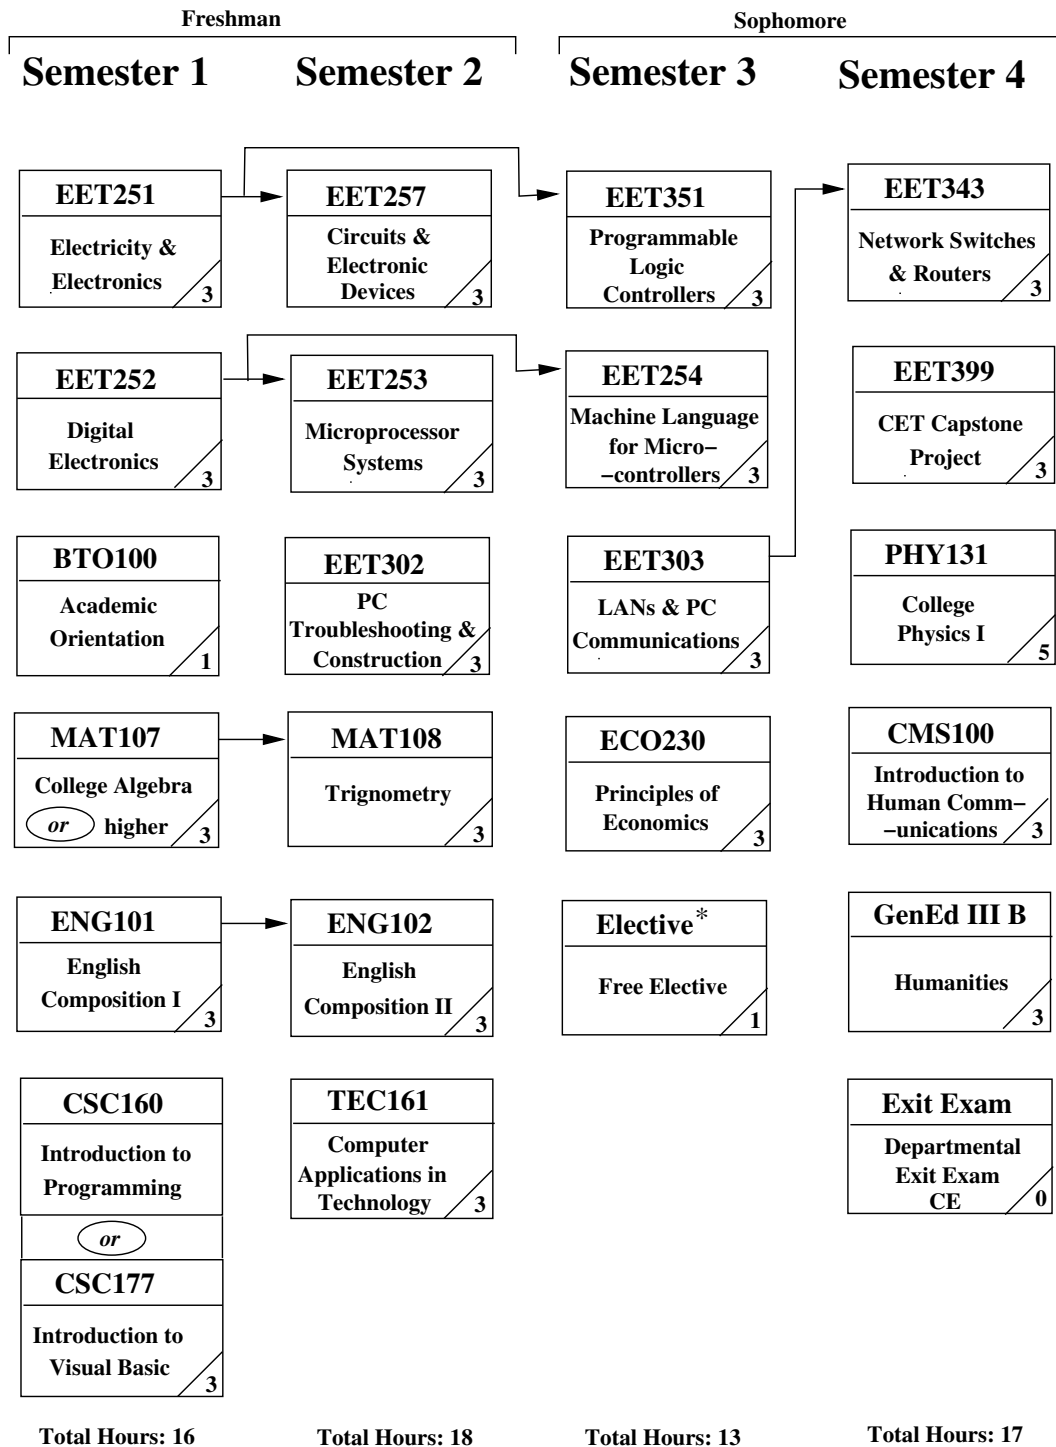 Freshman
Sophomore
Semester 1
Semester 2
Semester 3
Semester 4
EET251
Electricity &
Electronics
3
EET257
Circuits &
Electronic
Devices
3
EET351
Programmable
Logic
Controllers
3
EET343
Network Switches
& Routers
3
EET252
Digital
Electronics
3
EET253
Microprocessor
Systems
3
EET254
Machine Language
for Micro−
−controllers
3
EET399
CET Capstone
Project
3
BTO100
Academic
Orientation
1
EET302
PC
Troubleshooting &
Construction
3
EET303
LANs & PC
Communications
3
PHY131
College
Physics I
5
MAT107
College Algebra
or higher
3
MAT108
Trignometry
3
ECO230
Principles of
Economics
3
CMS100
Introduction to
Human Comm−
−unications
3
ENG101
English
Composition I
3
ENG102
English
Composition II
3
Elective*
Free Elective
1
GenEd III B
Humanities
3
CSC160
Introduction to
Programming
or
CSC177
Introduction to
Visual Basic
3
TEC161
Computer
Applications in
Technology
3
Exit Exam
Departmental
Exit Exam
CE
0
Total Hours: 16
Total Hours: 18
Total Hours: 13
Total Hours: 17